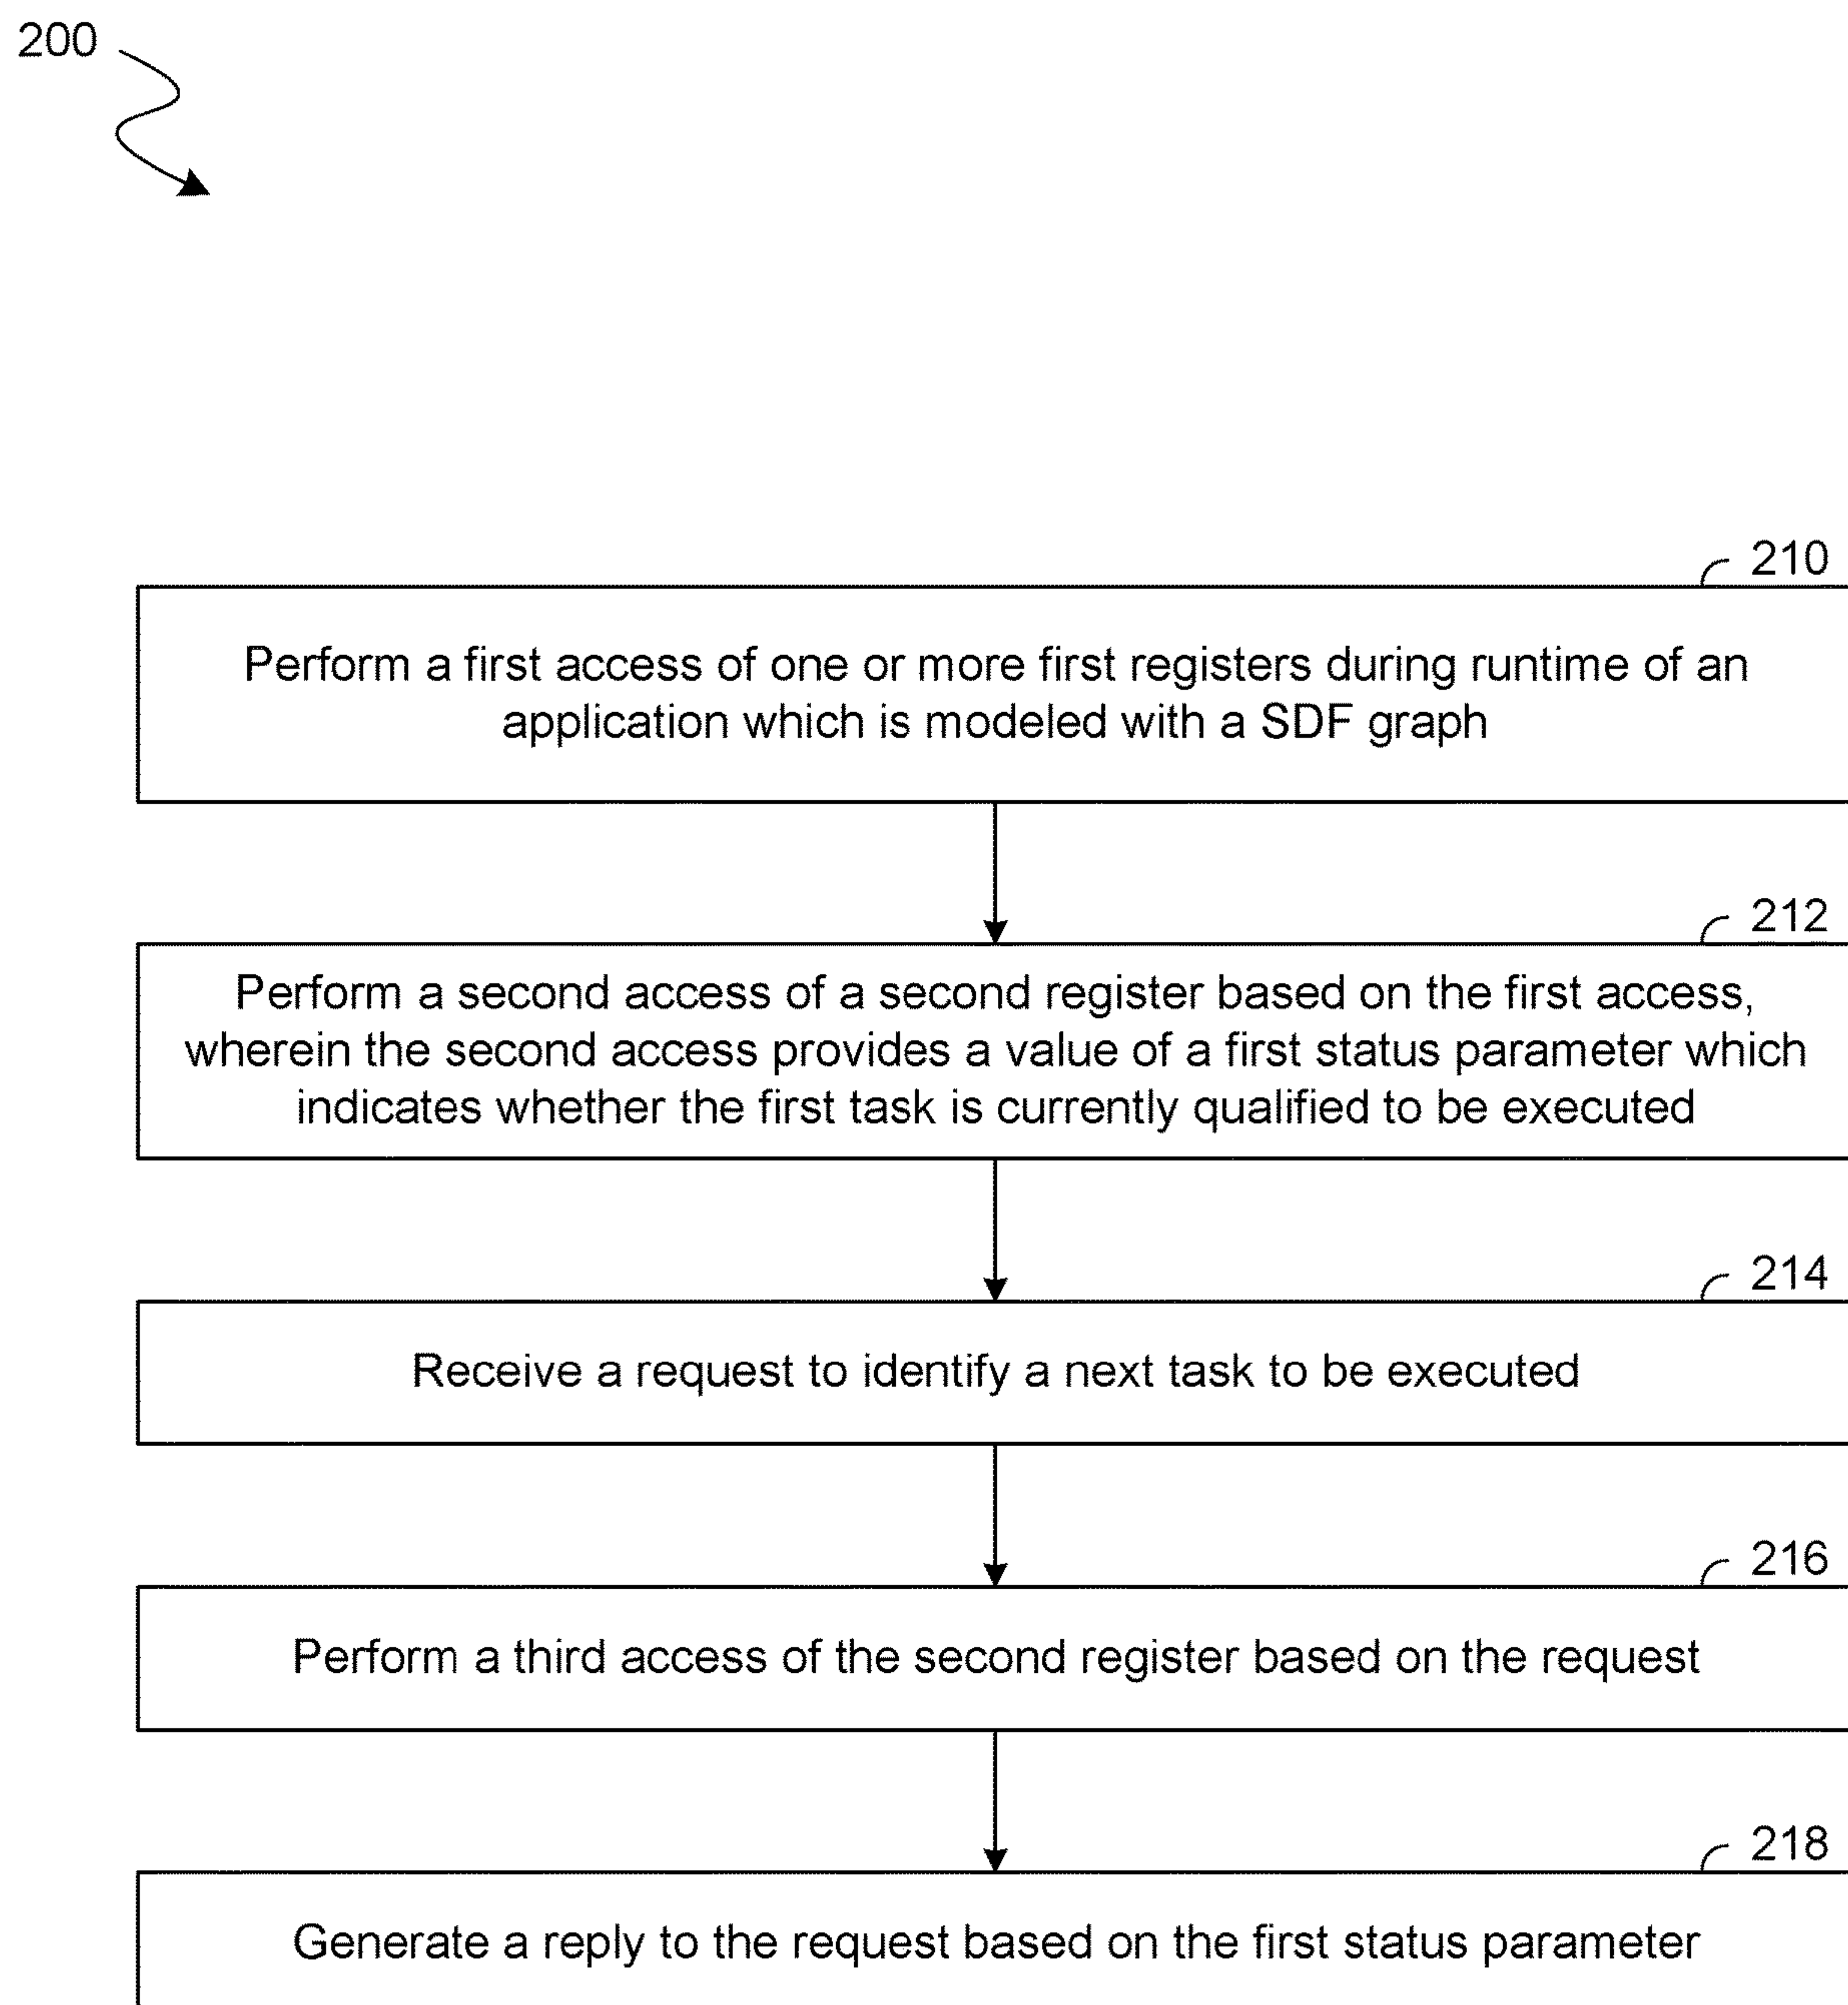 200
210
Perform a first access of one or more first registers during runtime of an
application which is modeled with a SDF graph
212
Perform a second access of a second register based on the first access,
wherein the second access provides a value of a first status parameter which
indicates whether the first task is currently qualified to be executed
214
Receive a request to identify a next task to be executed
216
Perform a third access of the second register based on the request
218
Generate a reply to the request based on the first status parameter